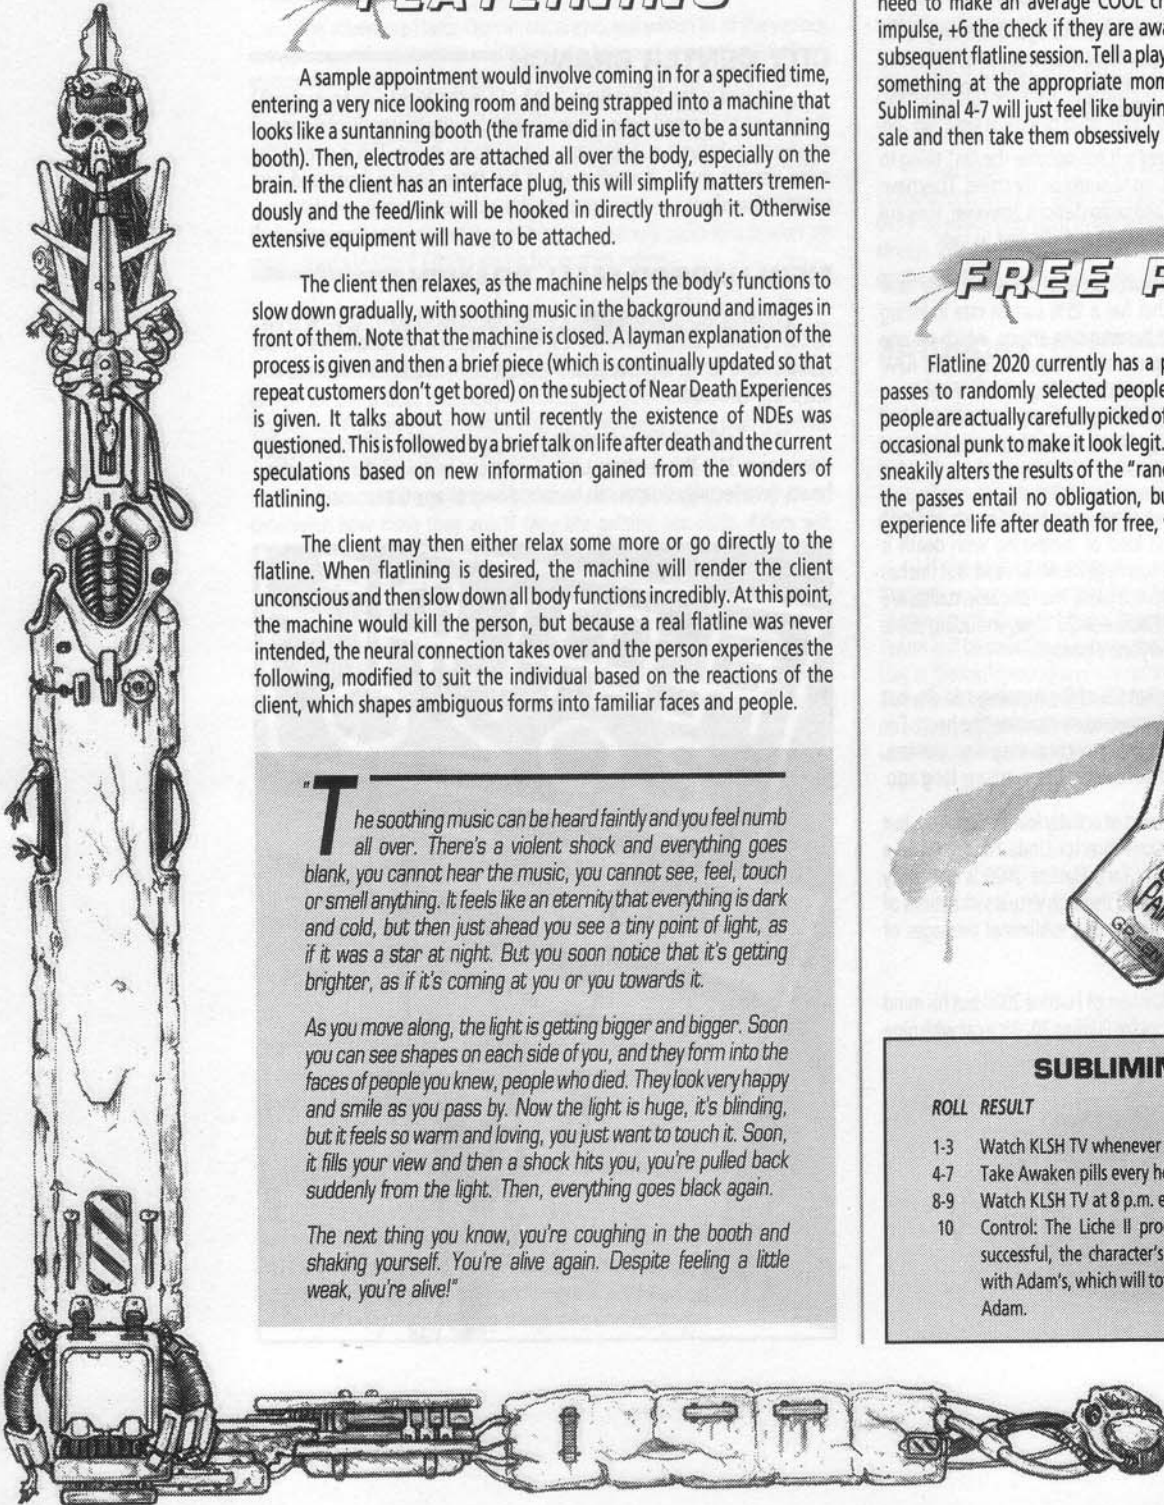 FLATLINING
A sample appointment would involve coming in for a specified time,
entering a very nice looking room and being strapped into a machine that
looks like a suntanning booth (the frame did in fact use to be a suntanning
booth). Then, electrodes are attached all over the body, especially on the
brain. If the client has an interface plug, this will simplify matters tremen-
dously and the feed/link will be hooked in directly through it. Otherwise
extensive equipment will have to be attached.
The client then relaxes, as the machine helps the body's functions to
slow down gradually, with soothing music in the background and images in
front of them. Note that the machine is closed. A layman explanation of the
process is given and then a brief piece (which is continually updated so that
repeat customers don't get bored) on the subject of Near Death Experiences
is given. It talks about how until recently the existence of NDEs was
questioned. This is followed by a brief talk on life after death and the current
speculations based on new information gained from the wonders of
flatlining.
The client may then either relax some more or go directly to the
flatline. When flatlining is desired, the machine will render the client
unconscious and then slow down all body functions incredibly. At this point,
the machine would kill the person, but because a real flatline was never
intended, the neural connection takes over and the person experiences the
following, modified to suit the individual based on the reactions of the
client, which shapes ambiguous forms into familiar faces and people.
"The soothing music can be heard faintly and you feel numb
all over. There's a violent shock and everything goes
blank, you cannot hear the music, you cannot see, feel, touch
or smell anything. It feels like an eternity that everything is dark
and cold, but then just ahead you see a tiny point of light, as
if it was a star at night. But you soon notice that it's getting
brighter, as if it's coming at you or you towards it.
As you move along, the light is getting bigger and bigger. Soon
you can see shapes on each side of you, and they form into the
faces of people you knew, people who died. They look very happy
and smile as you pass by. Now the light is huge, it's blinding,
but it feels so warm and loving, you just want to touch it. Soon,
it fills your view and then a shock hits you, you're pulled back
suddenly from the light. Then, everything goes black again.
The next thing you know, you're coughing in the booth and
shaking yourself. You're alive again. Despite feeling a little
weak, you're alive!"
need to make an average COOL
impulse, +6 the check if they are
subsequent flatline session. Tell a
something at the appropriate
Subliminal 4-7 will just feel like
sale and then take them obsessively
FREE
Flatline 2020 currently has a
passes to randomly selected people
people are actually carefully picked
occasional punk to make it look legit.
sneakily alters the results of the
the passes entail no obligation,
experience life after death for free,
GREEN
SUBLIMIN
ROLL RESULT
1-3 Watch KLSH TV whenever
4-7 Take Awaken pills every
8-9 Watch KLSH TV at 8 p.m.
10 Control: The Liche II
successful, the character's
with Adam's, which will
Adam.